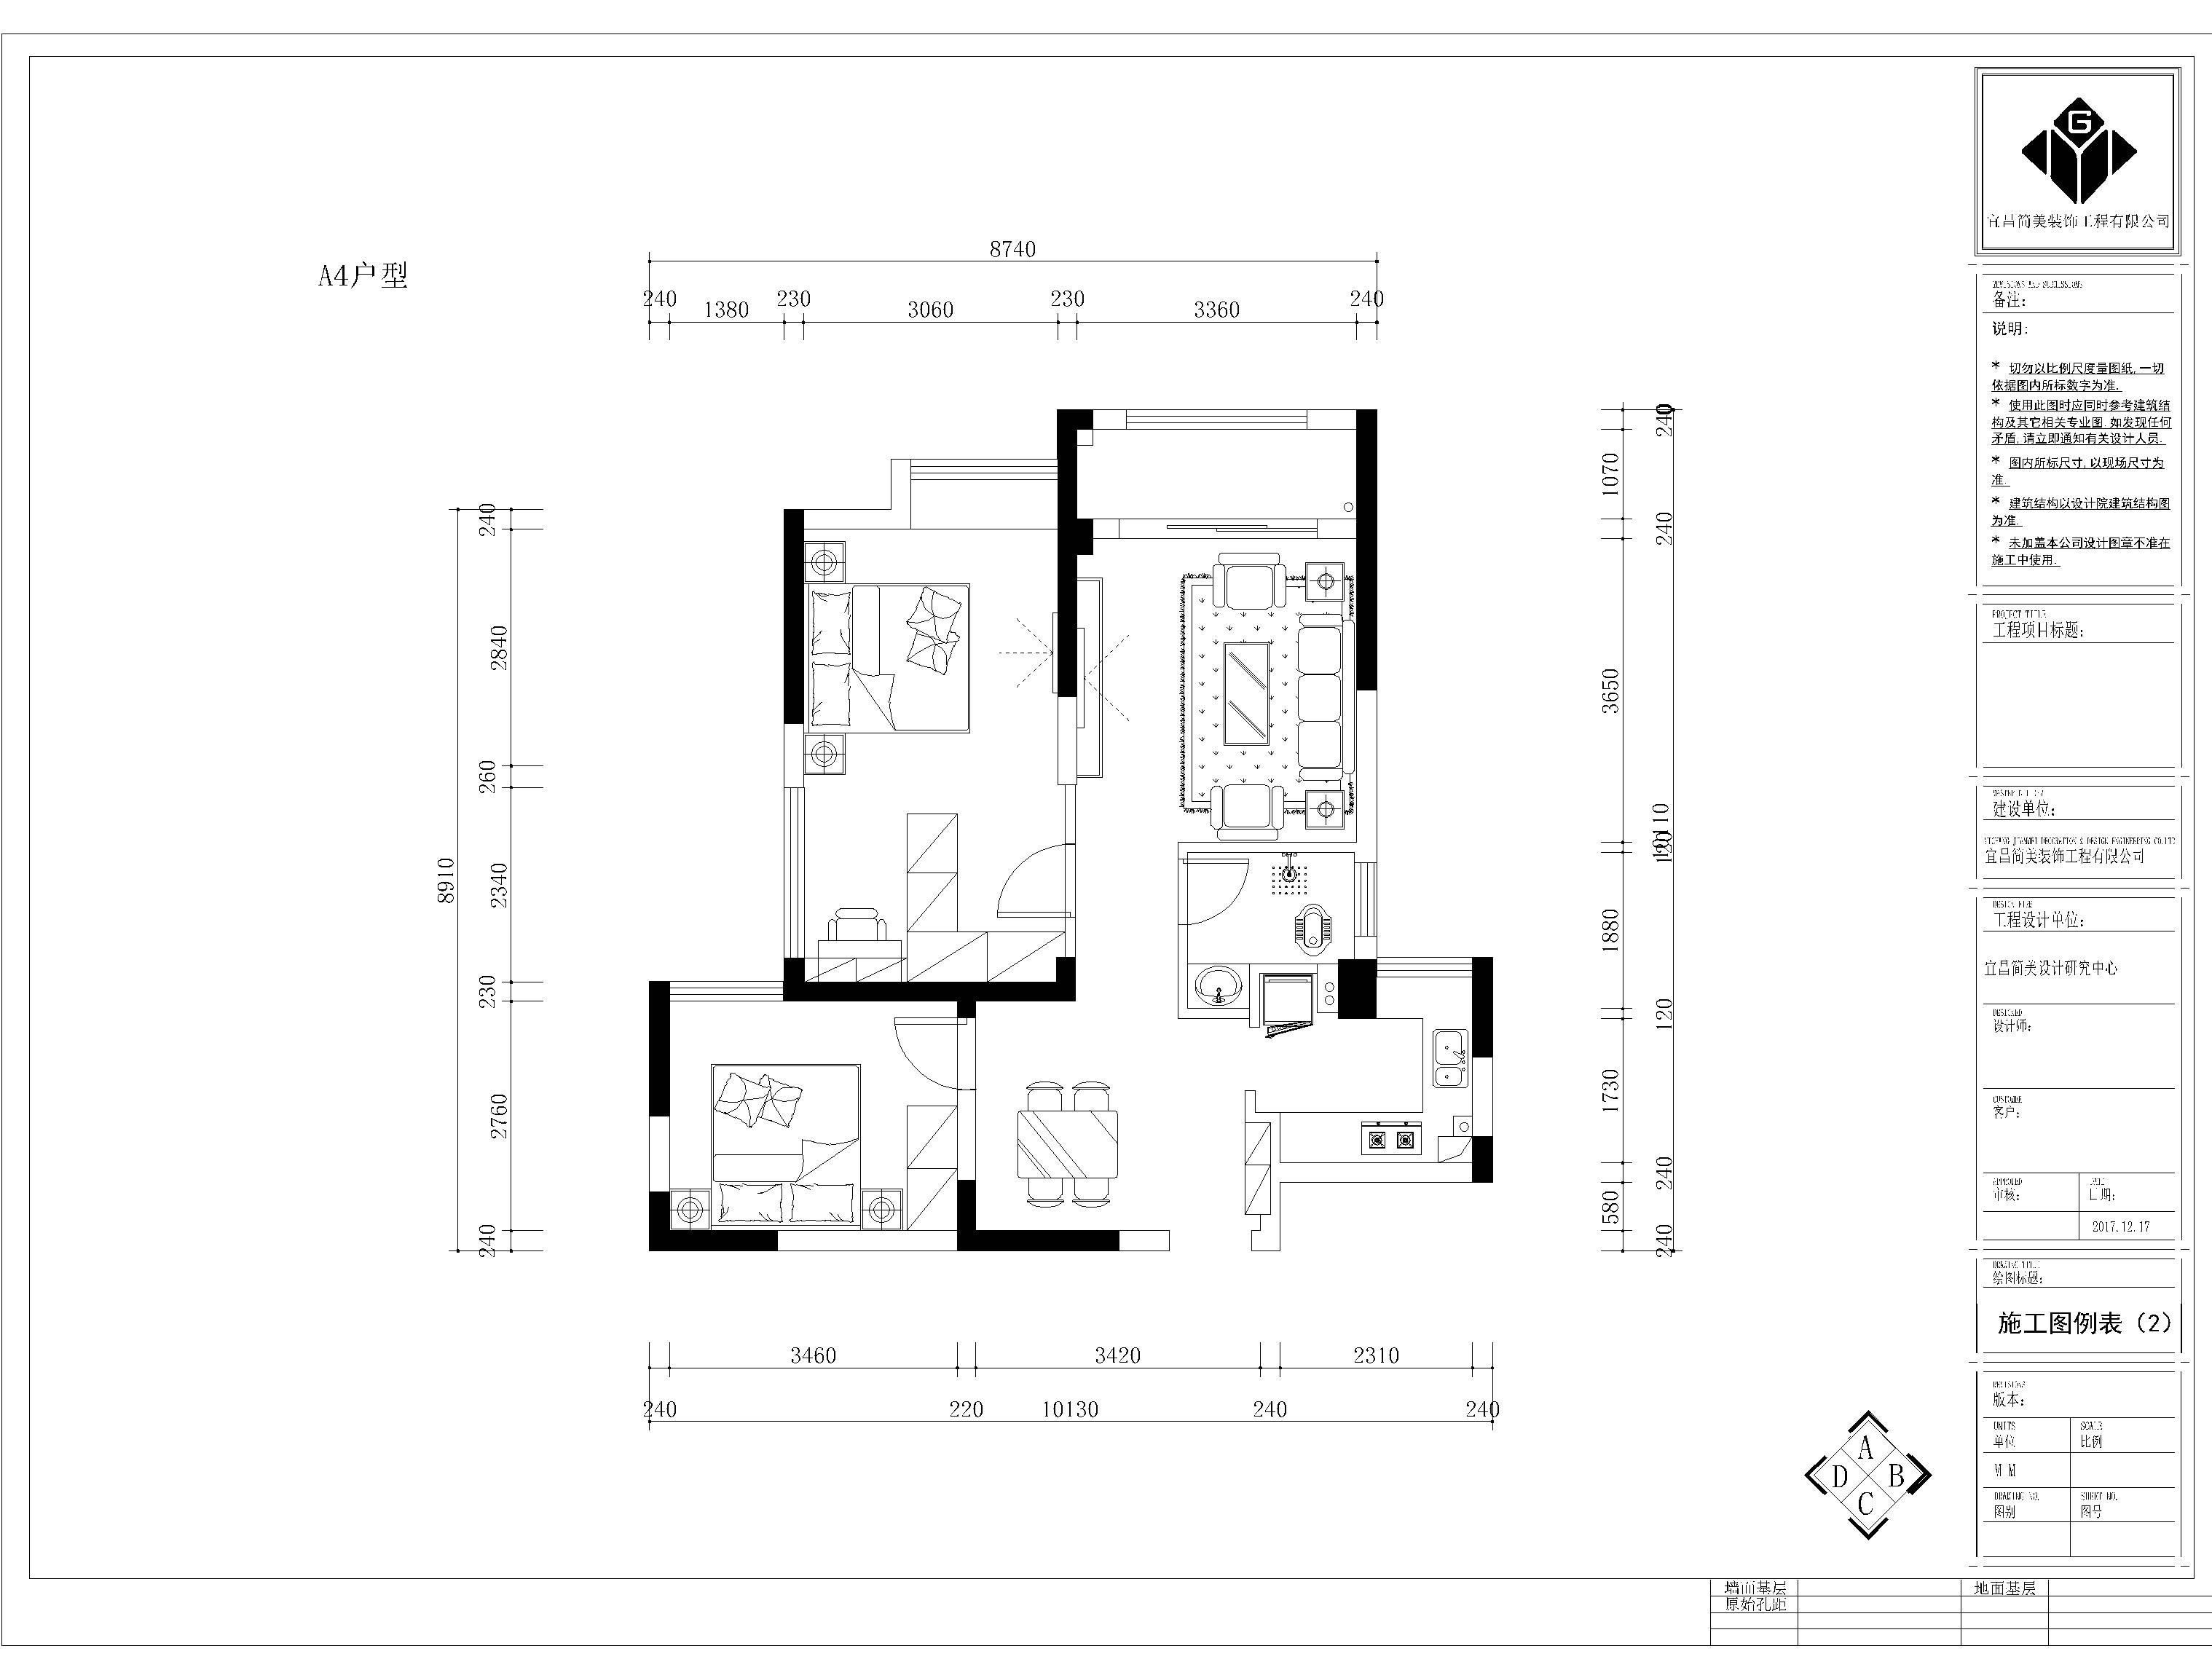 A4户型
8740
240
1380
230
3060
230
3360
240
8910
240
2840
260
2340
230
2760
240
240
1070
240
3650
10110
120
1880
120
1730
240
580
240
3460
3420
2310
240
220
10130
240
240
A
D
B
C
G
宜昌简美装饰工程有限公司
备注:
说明:
* 切勿以比例尺度量图纸,一切
依据图内所标数字为准.
* 使用此图时应同时参考建筑结
构及其它相关专业图.如发现任何
矛盾,请立即通知有关设计人员.
* 图内所标尺寸,以现场尺寸为
准.
* 建筑结构以设计院建筑结构图
为准.
* 未加盖本公司设计图章不准在
施工中使用.
PROJECT TITLE
工程项目标题:
建设单位:
宜昌简美装饰工程有限公司
工程设计单位:
宜昌简美设计研究中心
DESIGNED
设计师:
客户:
APPROVED
审核:
日期:
2017.12.17
DRAWING TITLE
绘图标题:
施工图例表（2）
REVISIONS
版本:
UNITS
单位
SCALE
比例
M M
DRAWING NO.
图别
SHEET NO.
图号
墙面基层
地面基层
原始孔距